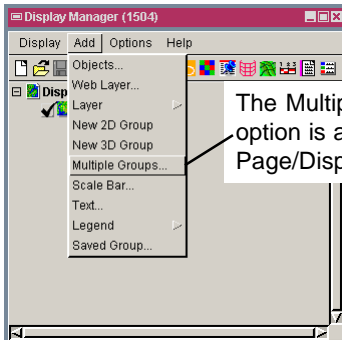 Display Manager (1504)
Display Add Options Help
Objects...
Web Layer...
Layer
New 2D Group
New 3D Group
Multiple Groups...
Scale Bar...
Text...
Legend
Saved Group...
Disp
The Multip
option is a
Page/Disp